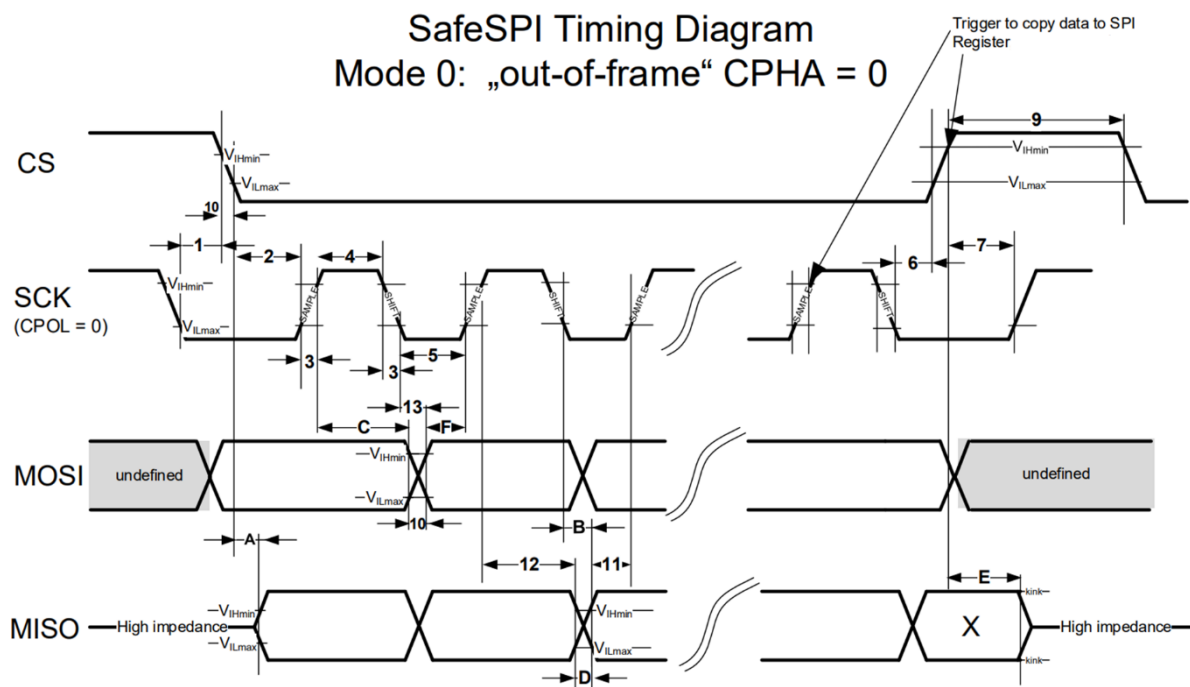 SafeSPI Timing Diagram
Mode 0: „out-of-frame“ CPHA = 0
Trigger to copy data to SPI
Register
CS
VIHmin
VILmax
10
9
VIHmin
VILmax
1
2
4
6
7
SCK
(CPOL = 0)
VIHmin
VILmax
SAMPLE
SHIFT
SAMPLE
SHIFT
SAMPLE
SAMPLE
SHIFT
3
3
5
13
C
F
MOSI
undefined
VIHmin
VILmax
undefined
10
B
A
12
11
E
MISO
High impedance
VIHmin
VILmax
VIHmin
VILmax
X
kink
kink
High impedance
D